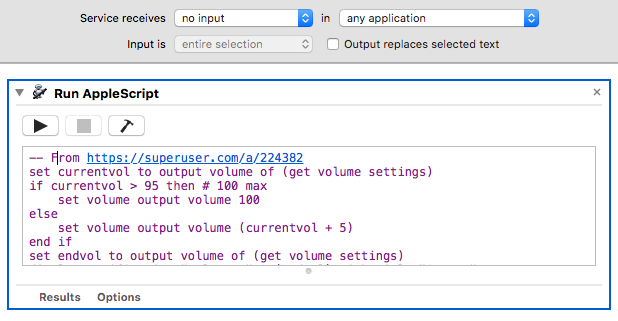 Service receives no input in any application
Input is entire selection Output replaces selected text
Run AppleScript
-- From https://superuser.com/a/224382
set currentvol to output volume of (get volume settings)
if currentvol > 95 then # 100 max
set volume output volume 100
else
set volume output volume (currentvol + 5)
end if
set endvol to output volume of (get volume settings)
Results Options